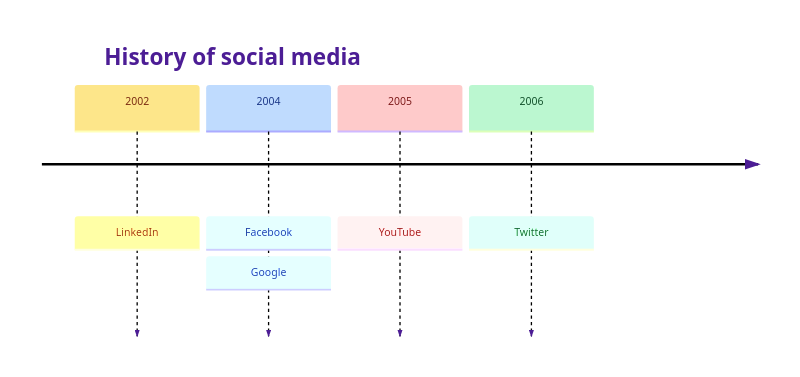 History of social media
2002
2004
2005
2006
LinkedIn
Facebook
YouTube
Twitter
Google